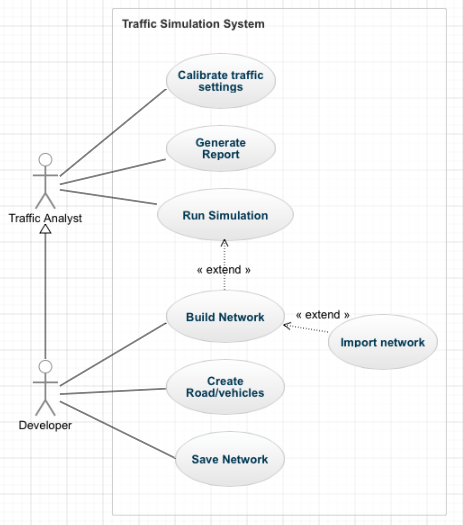 Traffic Simulation System
Calibrate traffic
settings
Generate
Report
Traffic Analyst
Run Simulation
« extend »
Build Network
« extend »
Import network
Create
Road/vehicles
Developer
Save Network